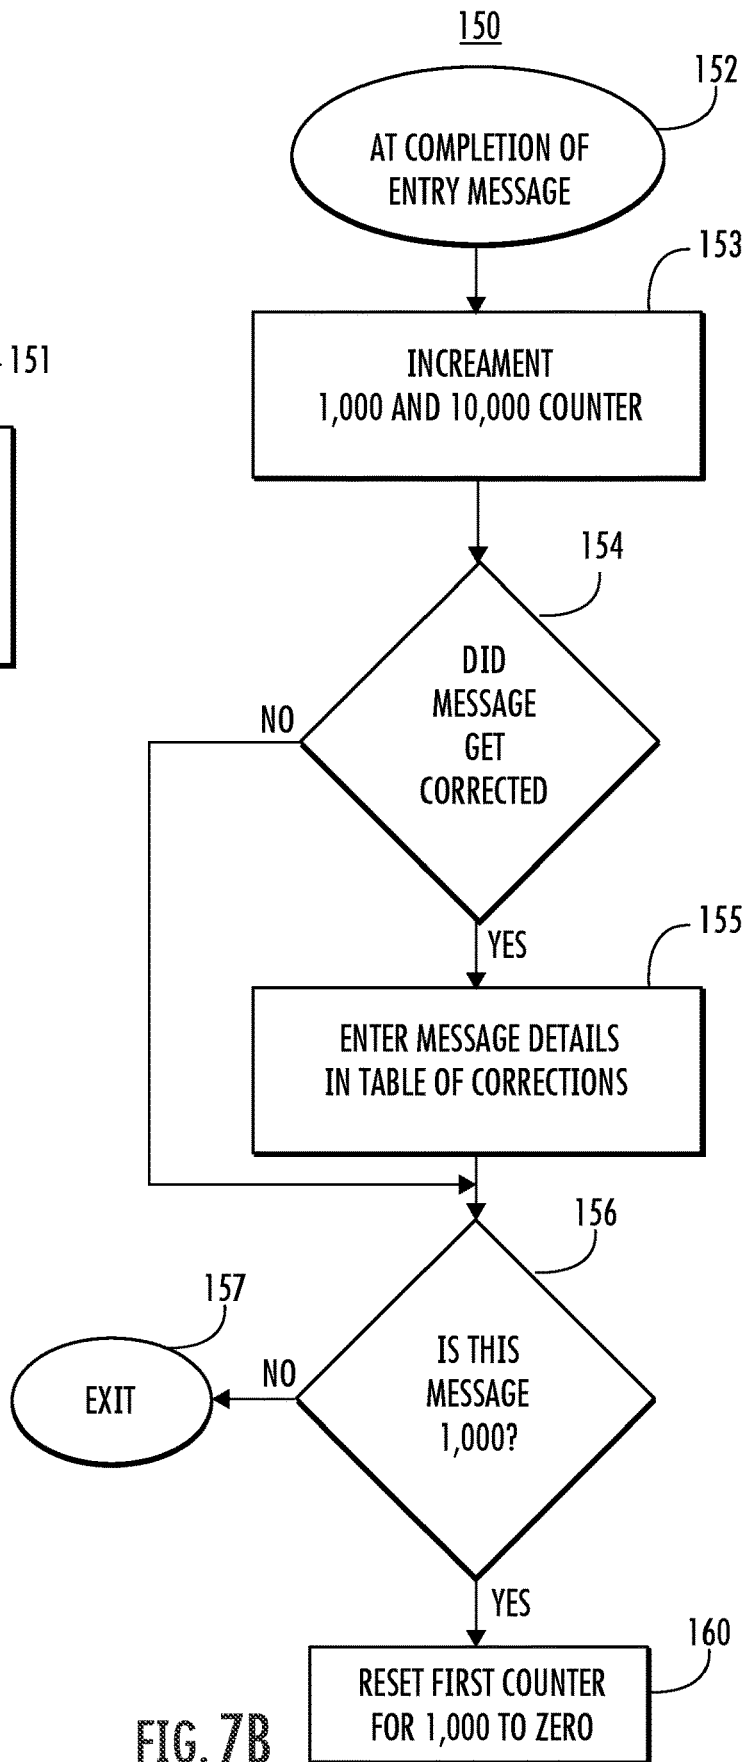 150
152
AT COMPLETION OF
ENTRY MESSAGE
153
151
INCREAMENT
1,000 AND 10,000 COUNTER
154
DID
MESSAGE
GET
CORRECTED
NO
155
YES
ENTER MESSAGE DETAILS
IN TABLE OF CORRECTIONS
156
157
IS THIS
MESSAGE
1,000?
NO
EXIT
YES
160
RESET FIRST COUNTER
FOR 1,000 TO ZERO
FIG. 7B